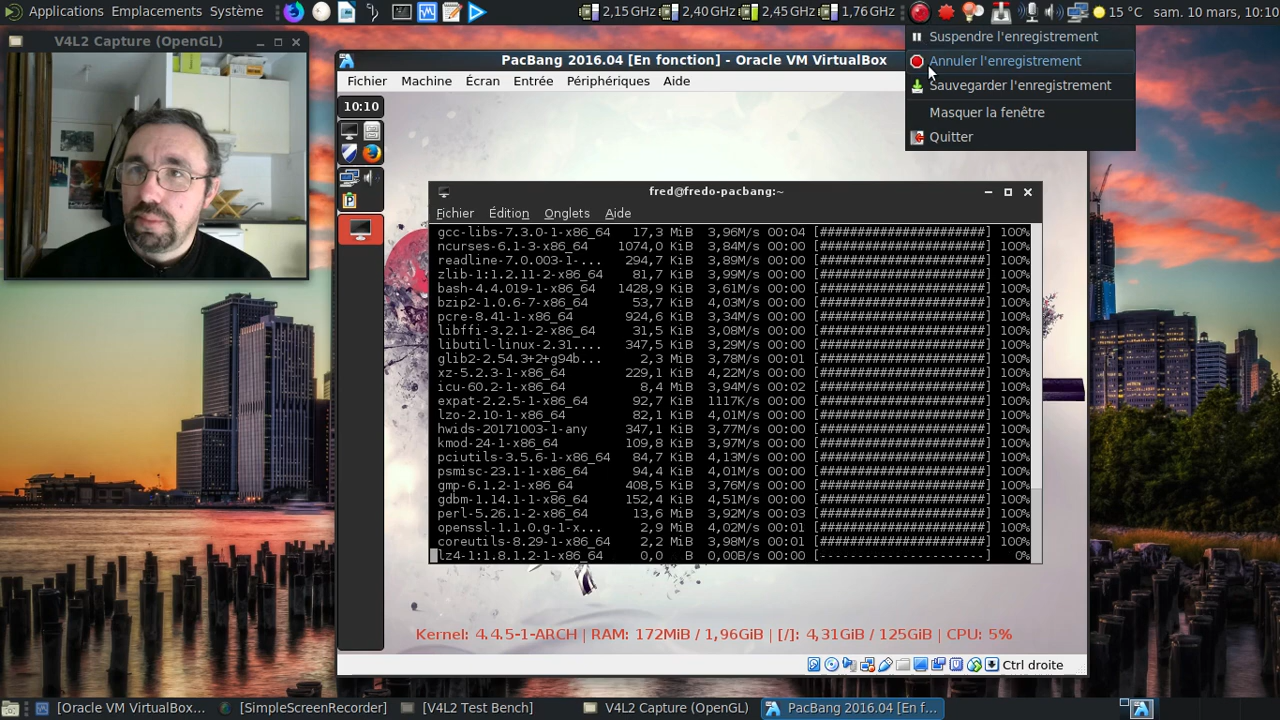 Applications Emplacements Système 2,15 GHz 2,40 GHz 2,45 GHz 1,76 GHz 15 °C sam. 10 mars, 10:10
V4L2 Capture (OpenGL)
Suspendre l'enregistrement
Annuler l'enregistrement
Sauvegarder l'enregistrement
Masquer la fenêtre
Quitter
PacBang 2016.04 [En fonction] - Oracle VM VirtualBox
Fichier Machine Écran Entrée Périphériques Aide
10:10
fred@fredo-pacbang:~
Fichier Édition Onglets Aide
gcc-libs-7.3.0-1-x86_64 17,3 MiB 3,96M/s 00:04 [######################] 100%
ncurses-6.1-3-x86_64 1074,0 KiB 3,84M/s 00:00 [######################] 100%
readline-7.0.003-1-... 294,7 KiB 3,89M/s 00:00 [######################] 100%
zlib-1:1.2.11-2-x86_64 81,7 KiB 3,99M/s 00:00 [######################] 100%
bash-4.4.019-1-x86_64 1428,9 KiB 3,61M/s 00:00 [######################] 100%
bzip2-1.0.6-7-x86_64 53,7 KiB 4,03M/s 00:00 [######################] 100%
pcre-8.41-1-x86_64 924,6 KiB 3,34M/s 00:00 [######################] 100%
libffi-3.2.1-2-x86_64 31,5 KiB 3,08M/s 00:00 [######################] 100%
libutil-linux-2.31.... 347,5 KiB 3,29M/s 00:00 [######################] 100%
glib2-2.54.3+2+g94b... 2,3 MiB 3,78M/s 00:01 [######################] 100%
xz-5.2.3-1-x86_64 229,1 KiB 4,22M/s 00:00 [######################] 100%
icu-60.2-1-x86_64 8,4 MiB 3,94M/s 00:02 [######################] 100%
expat-2.2.5-1-x86_64 92,7 KiB 1117K/s 00:00 [######################] 100%
lzo-2.10-1-x86_64 82,1 KiB 4,01M/s 00:00 [######################] 100%
hwids-20171003-1-any 347,1 KiB 3,77M/s 00:00 [######################] 100%
kmod-24-1-x86_64 109,8 KiB 3,97M/s 00:00 [######################] 100%
pciutils-3.5.6-1-x86_64 84,7 KiB 4,13M/s 00:00 [######################] 100%
psmisc-23.1-1-x86_64 94,4 KiB 4,01M/s 00:00 [######################] 100%
gmp-6.1.2-1-x86_64 408,5 KiB 3,76M/s 00:00 [######################] 100%
gdbm-1.14.1-1-x86_64 152,4 KiB 4,51M/s 00:00 [######################] 100%
perl-5.26.1-2-x86_64 13,6 MiB 3,92M/s 00:03 [######################] 100%
openssl-1.1.0.g-1-x... 2,9 MiB 4,02M/s 00:01 [######################] 100%
coreutils-8.29-1-x86_64 2,2 MiB 3,98M/s 00:01 [######################] 100%
lz4-1:1.8.1.2-1-x86_64 0,0 B 0,00B/s 00:00 [----------------------] 0%
Kernel: 4.4.5-1-ARCH | RAM: 172MiB / 1,96GiB | [/]: 4,31GiB / 125GiB | CPU: 5%
Ctrl droite
[Oracle VM VirtualBox... [SimpleScreenRecorder] [V4L2 Test Bench] V4L2 Capture (OpenGL) PacBang 2016.04 [En f...